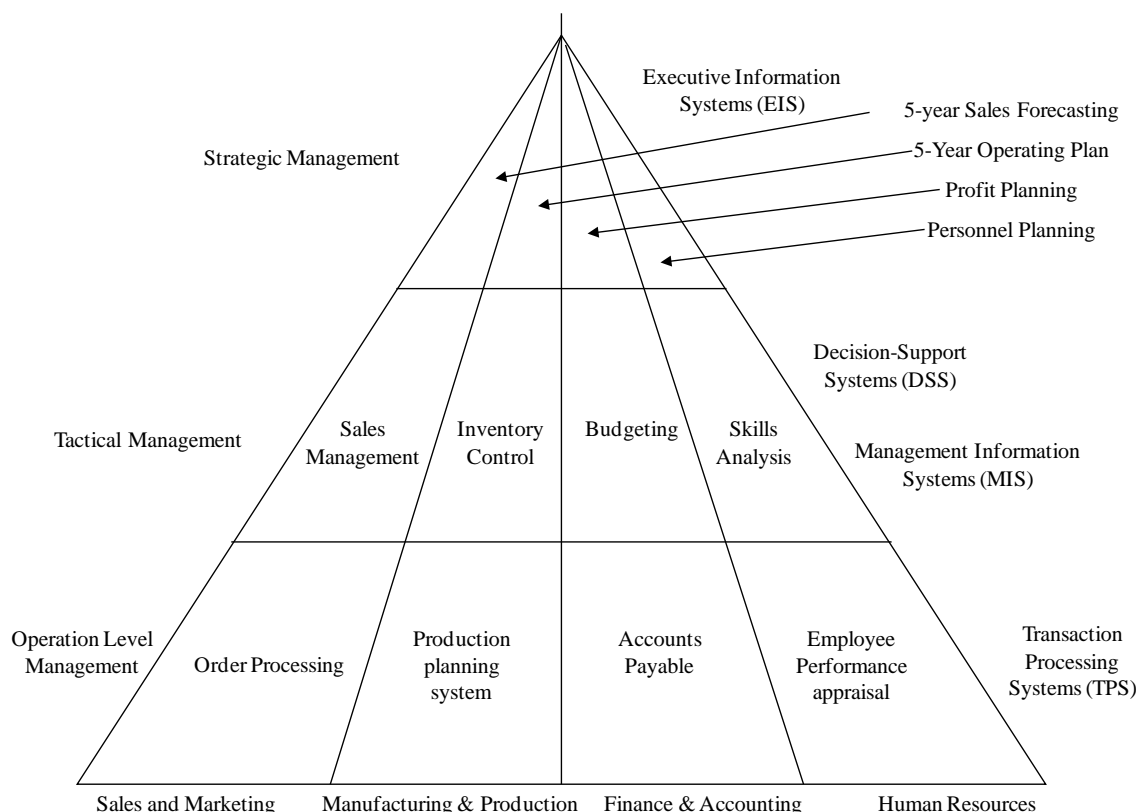 Executive Information
Systems (EIS)
5-year Sales Forecasting
Strategic Management
5-Year Operating Plan
Profit Planning
Personnel Planning
Decision-Support
Systems (DSS)
Tactical Management
Sales
Management
Inventory
Control
Budgeting
Skills
Analysis
Management Information
Systems (MIS)
Operation Level
Management
Order Processing
Production
planning
system
Accounts
Payable
Employee
Performance
appraisal
Transaction
Processing
Systems (TPS)
Sales and Marketing
Manufacturing & Production
Finance & Accounting
Human Resources